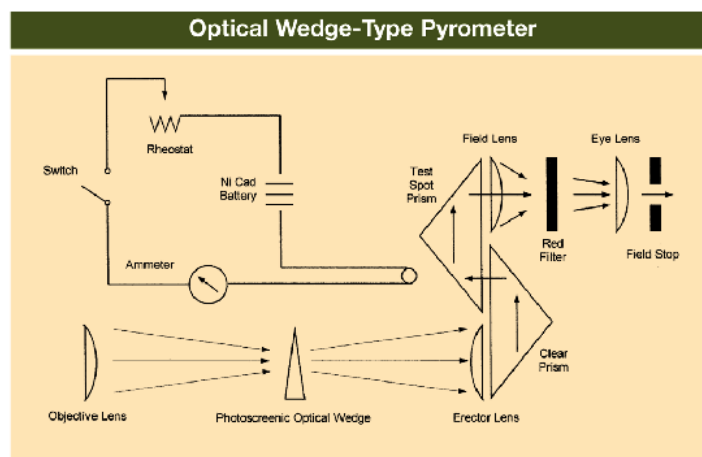 Optical Wedge-Type Pyrometer
Rheostat
Switch
Ni Cad
Battery
Ammeter
Field Lens
Eye Lens
Test
Spot
Prism
Red
Filter
Field Stop
Clear
Prism
Objective Lens
Photoscreenic Optical Wedge
Erector Lens